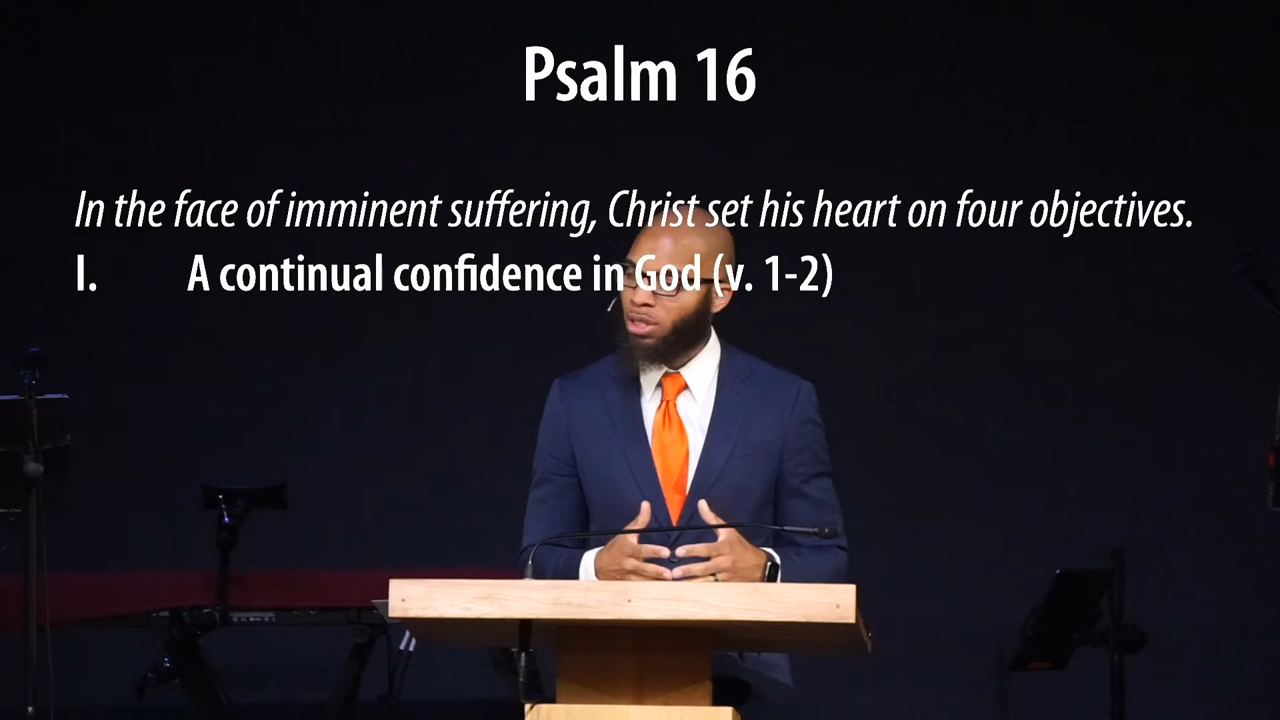 Psalm 16
In the face of imminent suffering, Christ set his heart on four objectives.
I. A continual confidence in God (v. 1-2)